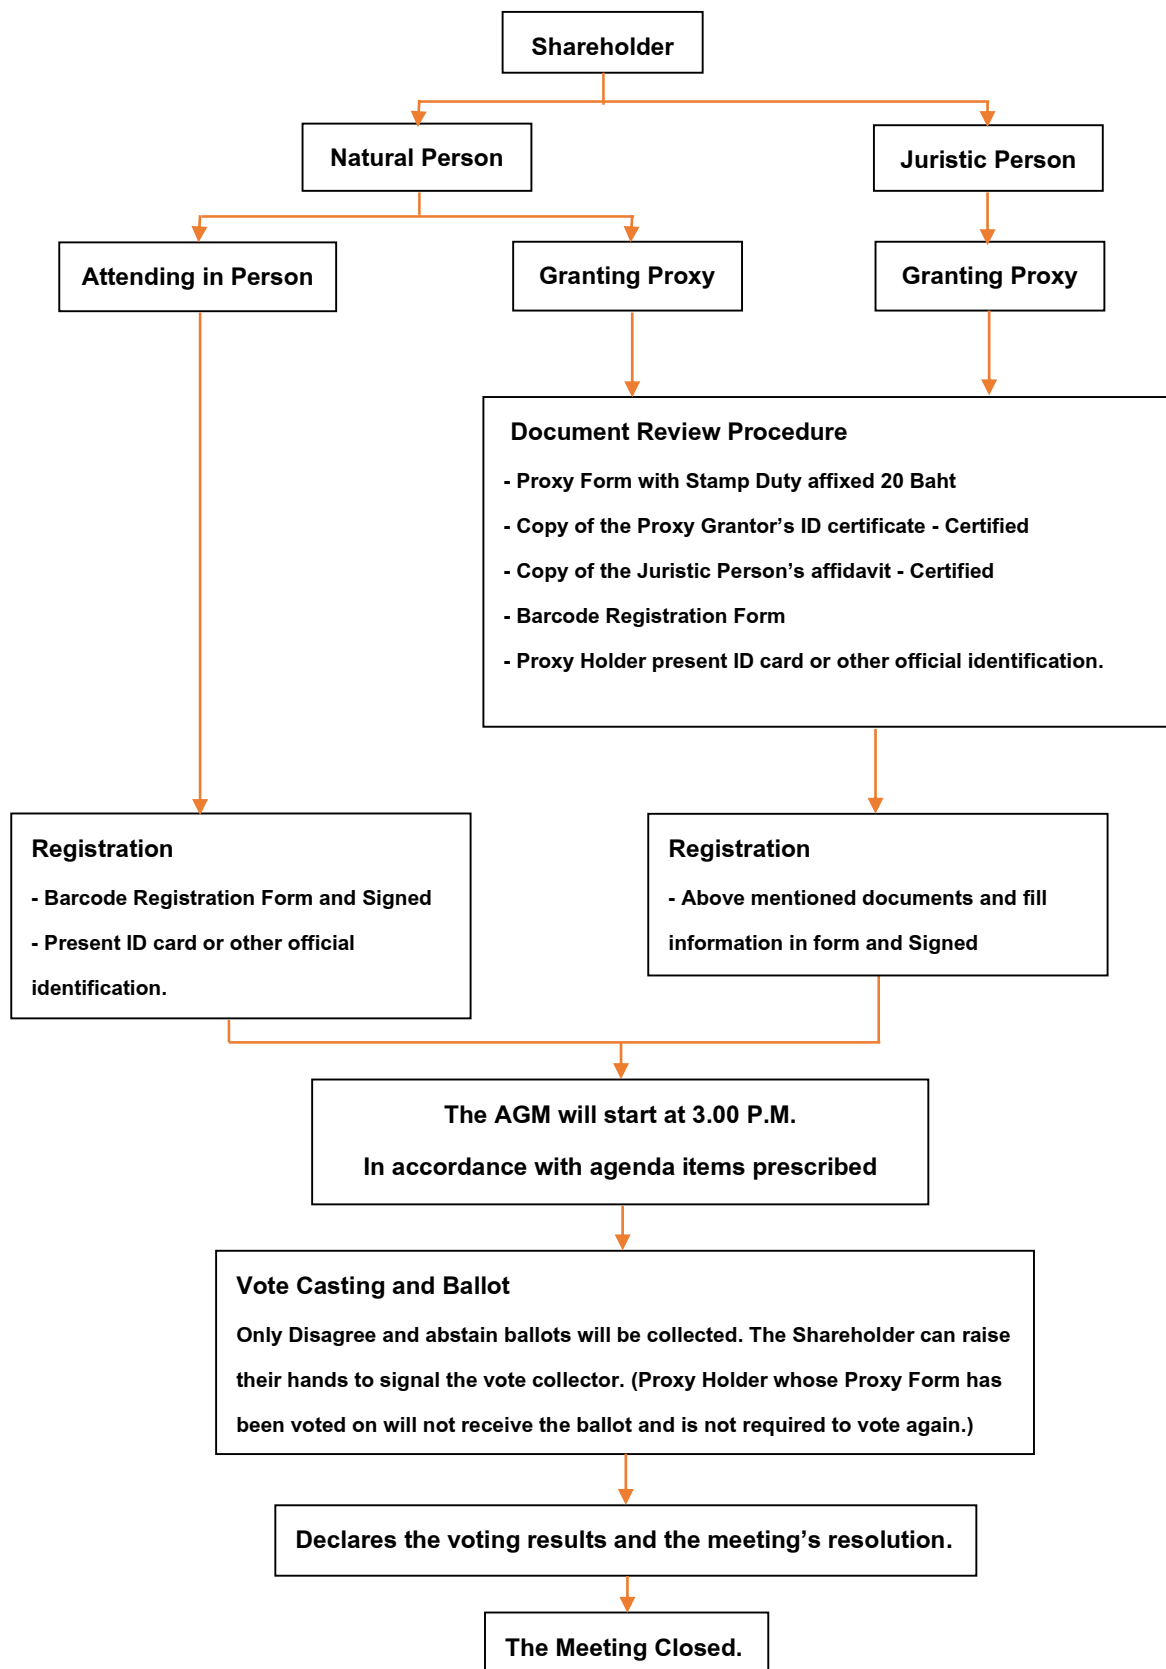 Shareholder
Natural Person
Juristic Person
Attending in Person
Granting Proxy
Granting Proxy
Document Review Procedure
- Proxy Form with Stamp Duty affixed 20 Baht
- Copy of the Proxy Grantor’s ID certificate - Certified
- Copy of the Juristic Person’s affidavit - Certified
- Barcode Registration Form
- Proxy Holder present ID card or other official identification.
Registration
- Barcode Registration Form and Signed
- Present ID card or other official
identification.
Registration
- Above mentioned documents and fill
information in form and Signed
The AGM will start at 3.00 P.M.
In accordance with agenda items prescribed
Vote Casting and Ballot
Only Disagree and abstain ballots will be collected. The Shareholder can raise
their hands to signal the vote collector. (Proxy Holder whose Proxy Form has
been voted on will not receive the ballot and is not required to vote again.)
Declares the voting results and the meeting’s resolution.
The Meeting Closed.